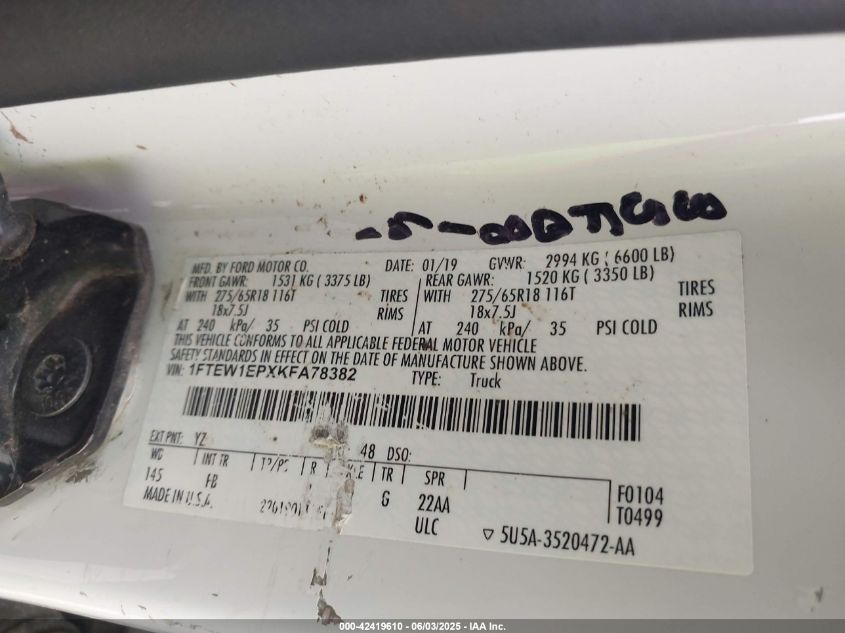 MFD. BY FORD MOTOR CO. DATE: 01/19 GVWR: 2994 KG ( 6600 LB)
FRONT GAWR: 1531 KG ( 3375 LB) REAR GAWR: 1520 KG ( 3350 LB)
WITH 275/65R18 116T TIRES WITH 275/65R18 116T TIRES
18x7.5J RIMS 18x7.5J RIMS
AT 240 kPa/ 35 PSI COLD AT 240 kPa/ 35 PSI COLD
THIS VEHICLE CONFORMS TO ALL APPLICABLE FEDERAL MOTOR VEHICLE
SAFETY STANDARDS IN EFFECT ON THE DATE OF MANUFACTURE SHOWN ABOVE.
VIN: 1FTEW1EPXKFA78382 TYPE: Truck
EXT PNT: YZ 48 DSO:
WB INT TR TP/PS R TR SPR
145 FB G 22AA F0104
MADE IN U.S.A. ULC T0499
5U5A-3520472-AA
000-42419610 - 06/03/2025 - IAA Inc.